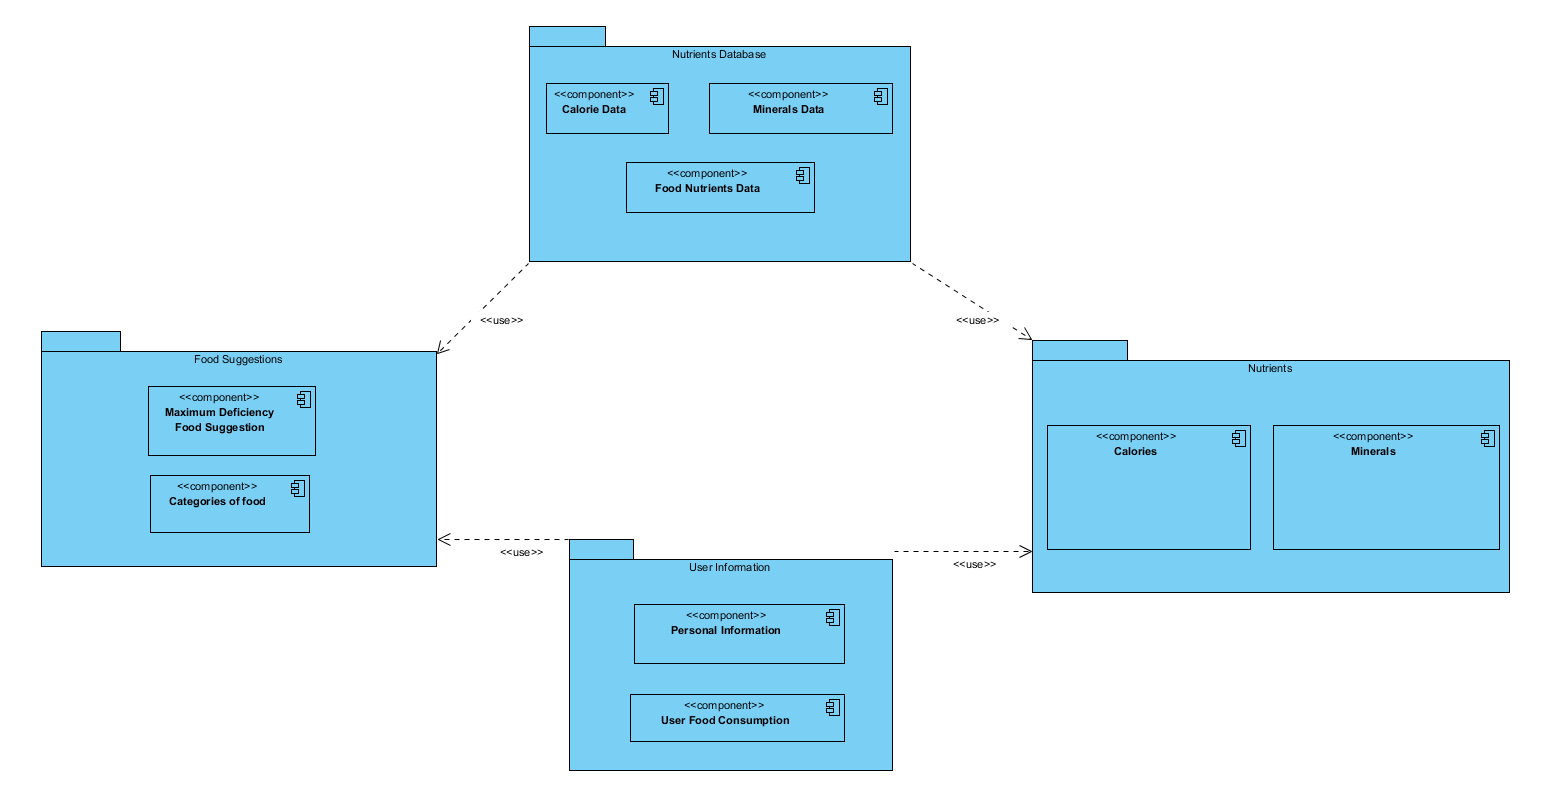 Nutrients Database
<<component>>
Calorie Data
<<component>>
Minerals Data
<<component>>
Food Nutrients Data
<<use>>
<<use>>
Food Suggestions
<<component>>
Maximum Deficiency
Food Suggestion
<<component>>
Categories of food
Nutrients
<<component>>
Calories
<<component>>
Minerals
<<use>>
<<use>>
User Information
<<component>>
Personal Information
<<component>>
User Food Consumption